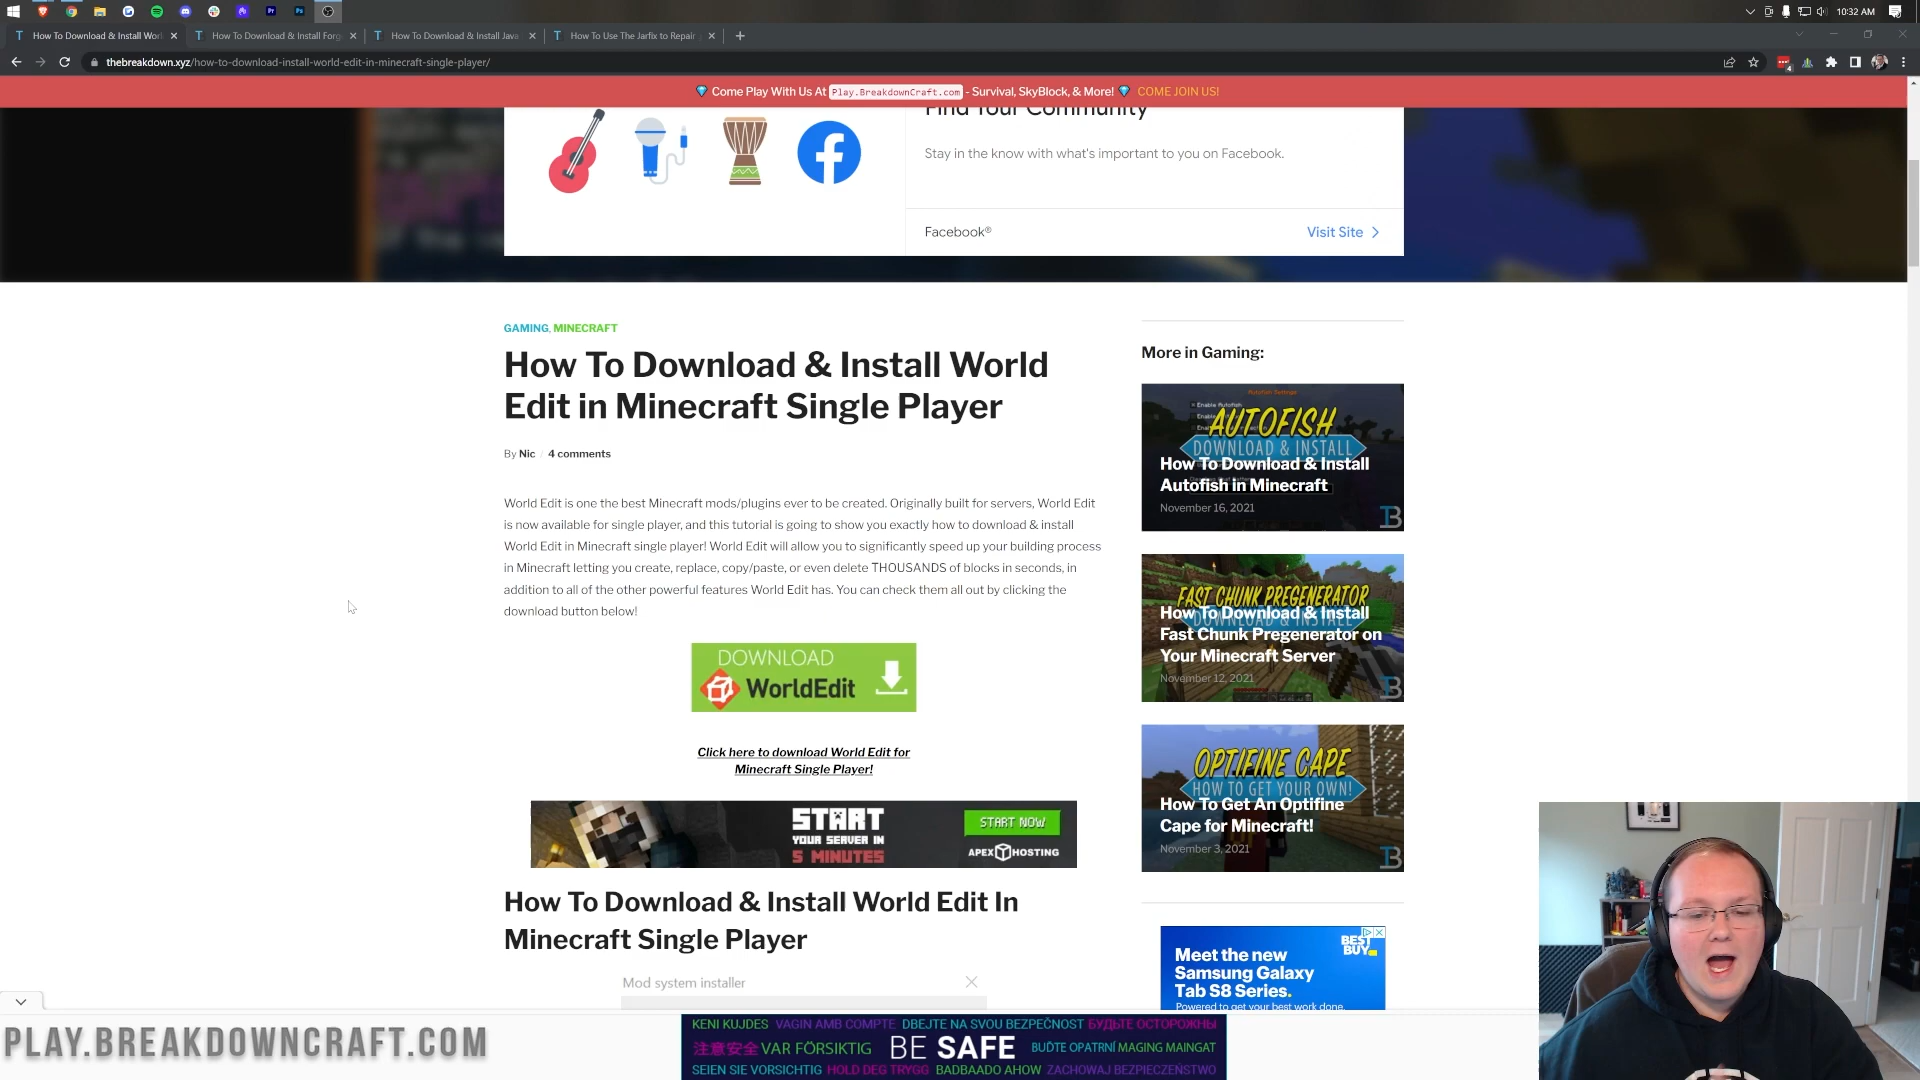 10:32 AM
How To Download & Install Worl
How To Download & Install Forg
How To Download & Install Java
How To Use The Jarfix to Repair
thebreakdown.xyz/how-to-download-install-world-edit-in-minecraft-single-player/
Come Play With Us At Play.BreakdownCraft.com - Survival, SkyBlock, & More! COME JOIN US!
Find Your Community
Stay in the know with what's important to you on Facebook.
Facebook®
Visit Site
GAMING, MINECRAFT
How To Download & Install World
Edit in Minecraft Single Player
By Nic / 4 comments
World Edit is one the best Minecraft mods/plugins ever to be created. Originally built for servers, World Edit
is now available for single player, and this tutorial is going to show you exactly how to download & install
World Edit in Minecraft single player! World Edit will allow you to significantly speed up your building process
in Minecraft letting you create, replace, copy/paste, or even delete THOUSANDS of blocks in seconds, in
addition to all of the other powerful features World Edit has. You can check them all out by clicking the
download button below!
DOWNLOAD
WorldEdit
Click here to download World Edit for
Minecraft Single Player!
START
YOUR SERVER IN
5 MINUTES
START NOW
APEX HOSTING
How To Download & Install World Edit In
Minecraft Single Player
Mod system installer
More in Gaming:
Autofish Settings
AUTOFISH
DOWNLOAD & INSTALL
How To Download & Install
Autofish in Minecraft
November 16, 2021
FAST CHUNK PREGENERATOR
DOWNLOAD & INSTALL
How To Download & Install
Fast Chunk Pregenerator on
Your Minecraft Server
November 12, 2021
OPTIFINE CAPE
HOW TO GET YOUR OWN!
How To Get An Optifine
Cape for Minecraft!
November 3, 2021
Meet the new
Samsung Galaxy
Tab S8 Series.
Powered to get your best work done.
BEST
BUY
PLAY.BREAKDOWNCRAFT.COM
KENI KUJDES VAGIN AMB COMPTE DBEJTE NA SVOU BEZPEČNOST БУДЬТЕ ОСТОРОЖНЫ
注意安全 VAR FÖRSIKTIG BE SAFE BUĎTE OPATRNÍ MAGING MAINGAT
SEIEN SIE VORSICHTIG HOLD DEG TRYGG BADBAADO AHOW ZACHOWAJ BEZPIECZEŃSTWO